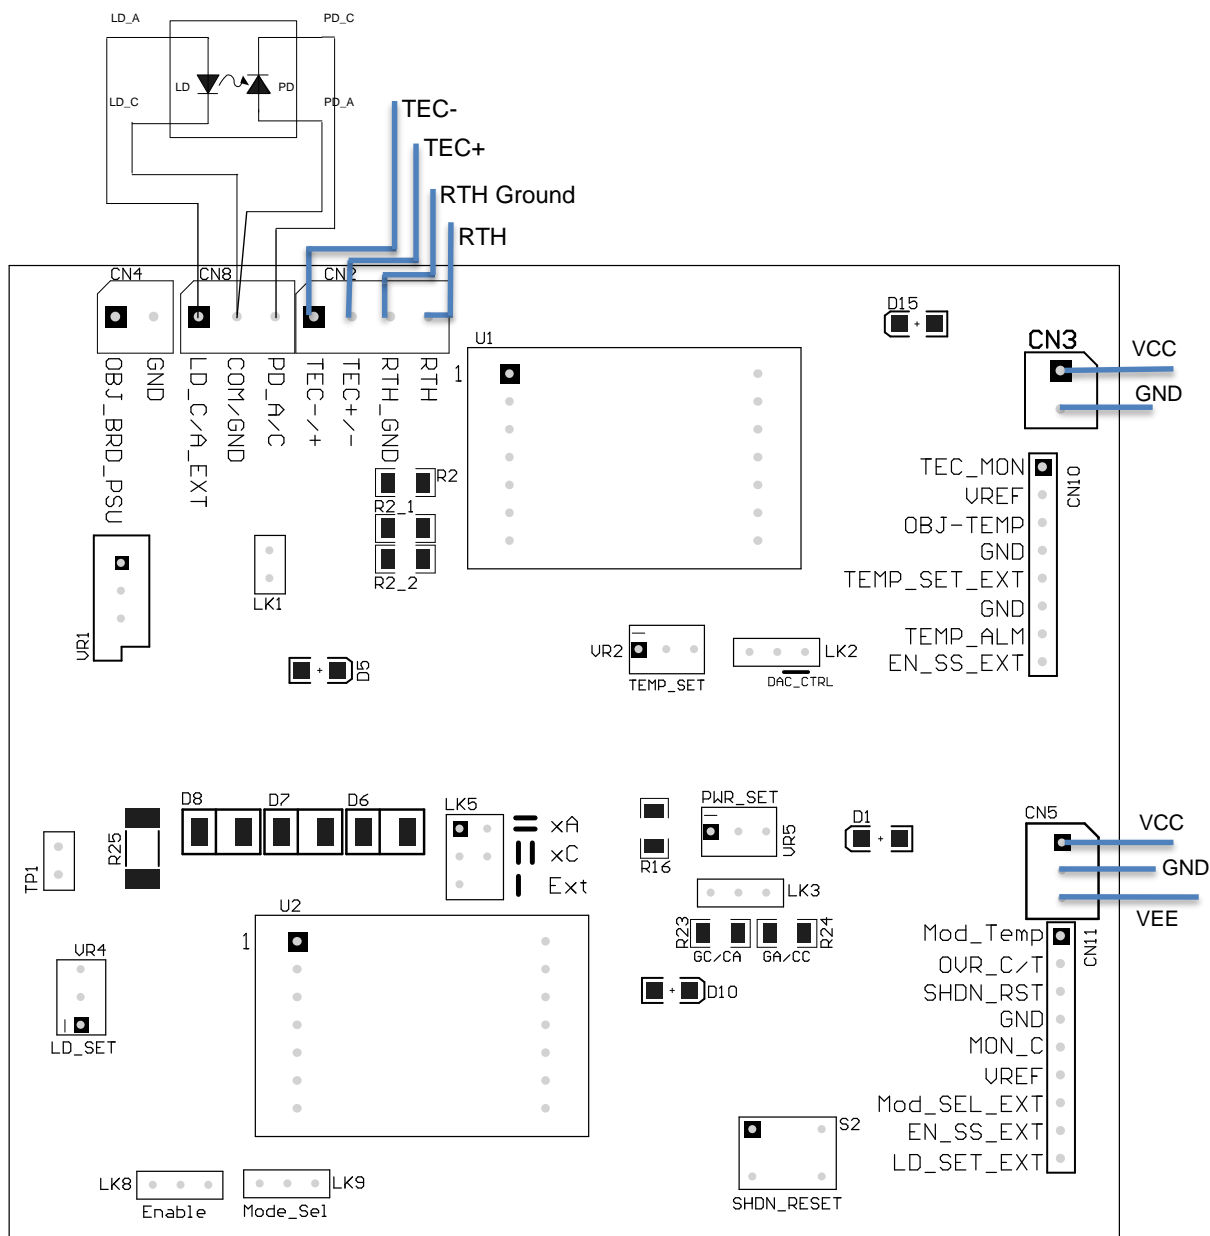 LD_A
PD_C
LD
PD
LD_C
PD_A
TEC-
TEC+
RTH Ground
RTH
CN4
CN8
CN2
OBJ_BRD_PSU
GND
LD_C/A_EXT
COM/GND
PD_A/C
TEC-/+
TEC+/-
RTH_GND
RTH
U1
1
D15
CN3
VCC
GND
R2
R2_1
R2_2
TEC_MON
VREF
OBJ-TEMP
GND
TEMP_SET_EXT
GND
TEMP_ALM
EN_SS_EXT
CN10
VR1
LK1
D5
VR2
TEMP_SET
LK2
DAC_CTRL
D8
D7
D6
LK5
xA
xC
Ext
R25
TP1
PWR_SET
VR5
R16
D1
CN5
VCC
GND
VEE
LK3
R23
R24
GC/CA
GA/CC
U2
1
VR4
LD_SET
D10
Mod_Temp
OVR_C/T
SHDN_RST
GND
MON_C
VREF
Mod_SEL_EXT
EN_SS_EXT
LD_SET_EXT
CN11
S2
SHDN_RESET
LK8
Enable
LK9
Mode_Sel